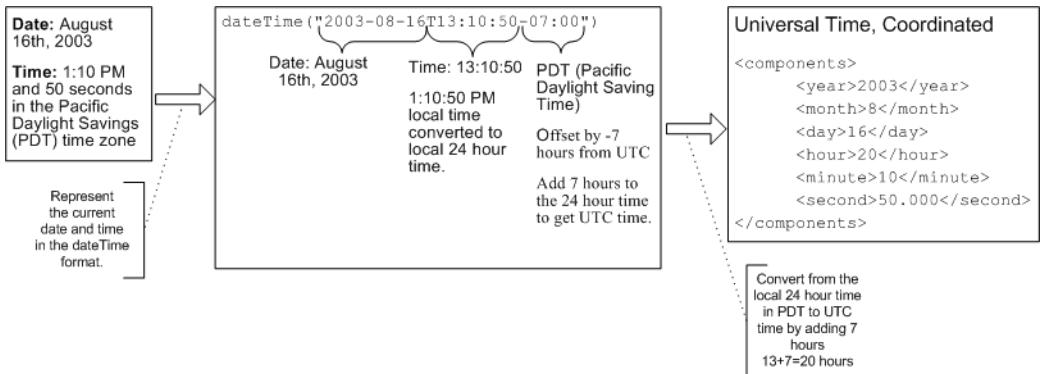 Date: August
16th, 2003
Time: 1:10 PM
and 50 seconds
in the Pacific
Daylight Savings
(PDT) time zone
Represent
the current
date and time
in the dateTime
format.
dateTime("2003-08-16T13:10:50-07:00")
Date: August
16th, 2003
Time: 13:10:50
1:10:50 PM
local time
converted to
local 24 hour
time.
PDT (Pacific
Daylight Saving
Time)
Offset by -7
hours from UTC
Add 7 hours to
the 24 hour time
to get UTC time.
Universal Time, Coordinated
<components>
<year>2003</year>
<month>8</month>
<day>16</day>
<hour>20</hour>
<minute>10</minute>
<second>50.000</second>
</components>
Convert from the
local 24 hour time
in PDT to UTC
time by adding 7
hours
13+7=20 hours